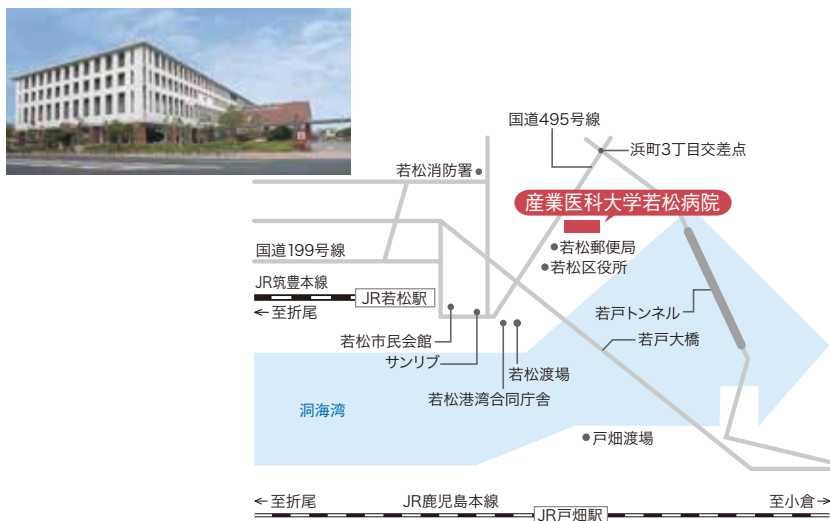 国道495号線
浜町3丁目交差点
若松消防署
産業医科大学若松病院
若松郵便局
国道199号線
若松区役所
JR筑豊本線
JR若松駅
←至折尾
若戸トンネル
若松市民会館
若戸大橋
サンリブ
若松渡場
若松港湾合同庁舎
洞海湾
戸畑渡場
←至折尾
JR鹿児島本線
至小倉→
JR戸畑駅